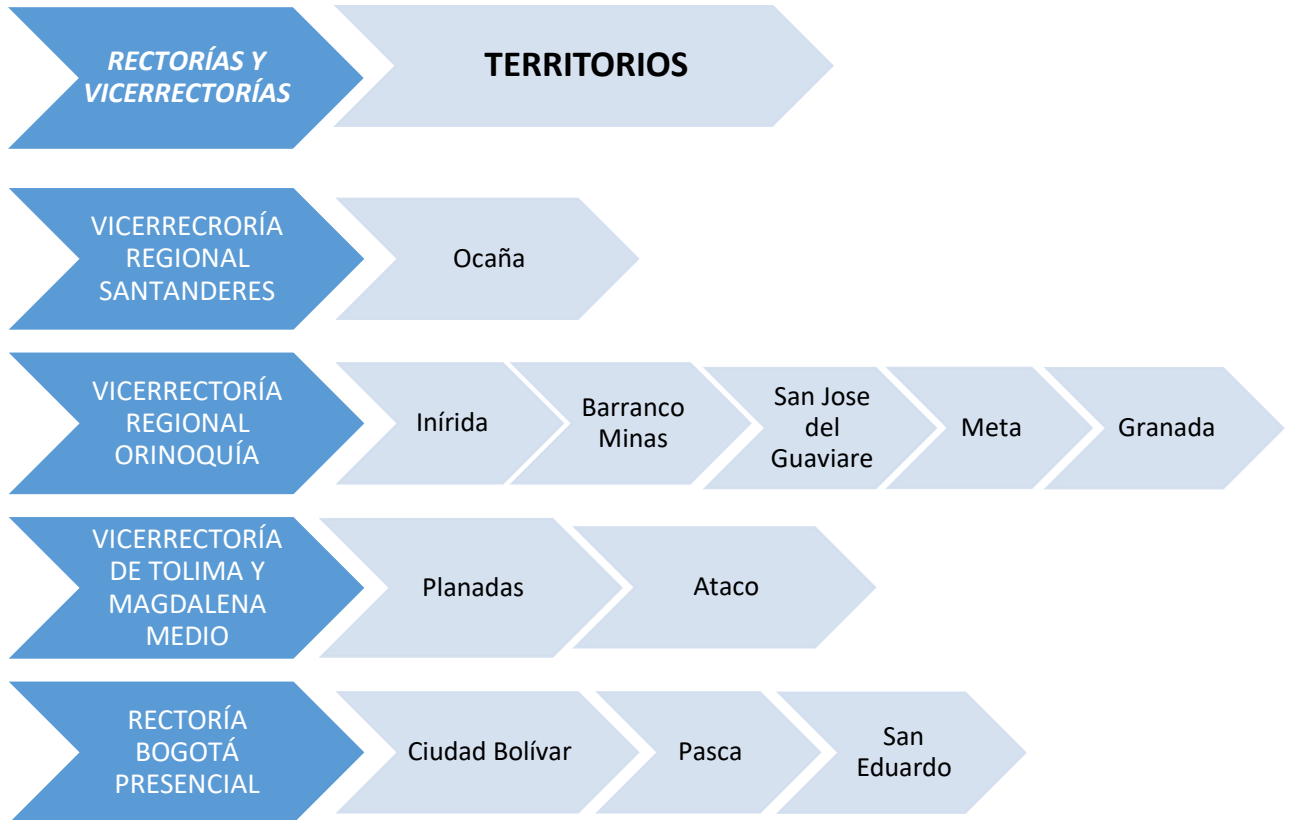 RECTORÍAS Y
VICERRECTORÍAS
TERRITORIOS
VICERRECRORÍA
REGIONAL
SANTANDERES
Ocaña
VICERRECTORÍA
REGIONAL
ORINOQUÍA
Inírida
Barranco
Minas
San Jose
del
Guaviare
Meta
Granada
VICERRECTORÍA
DE TOLIMA Y
MAGDALENA
MEDIO
Planadas
Ataco
RECTORÍA
BOGOTÁ
PRESENCIAL
Ciudad Bolívar
Pasca
San
Eduardo